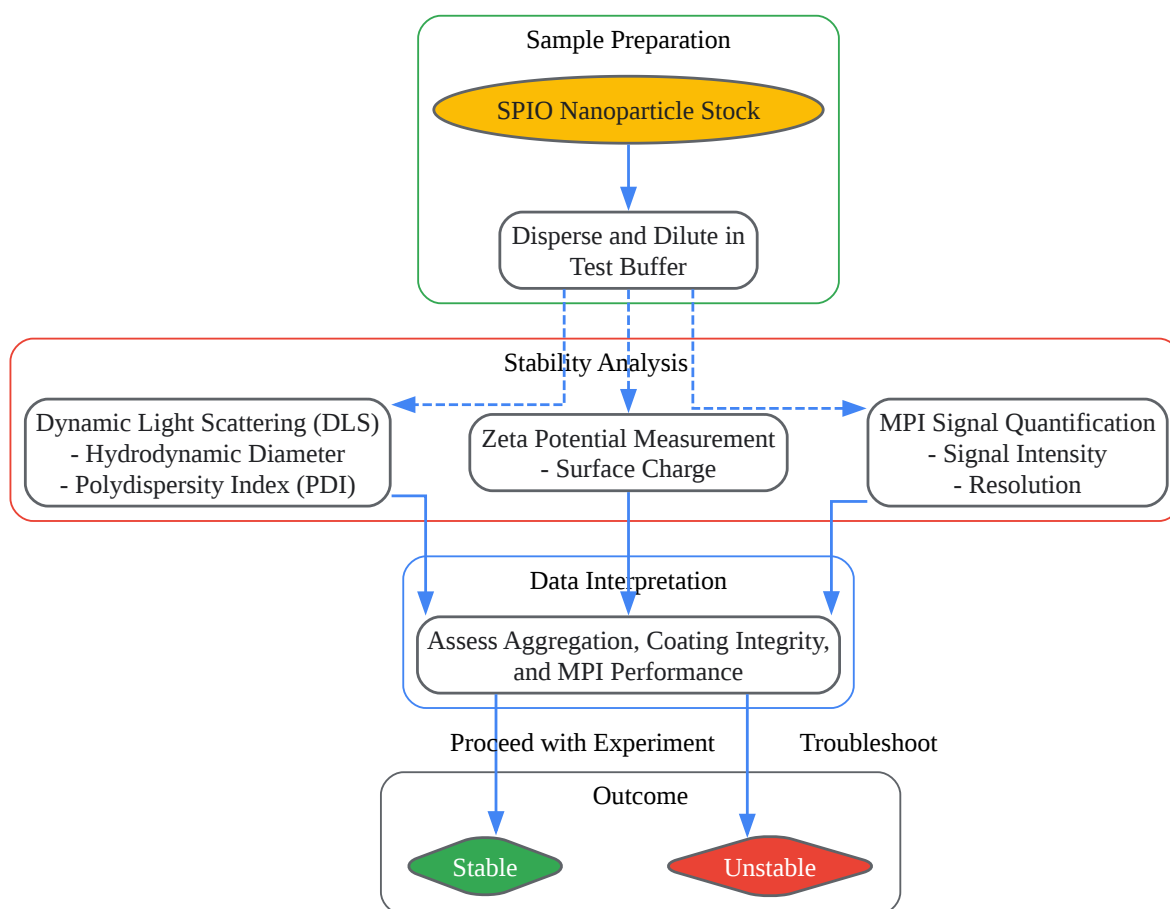 Sample Preparation
SPIO Nanoparticle Stock
Disperse and Dilute in
Test Buffer
Stability Analysis
Dynamic Light Scattering (DLS)
- Hydrodynamic Diameter
- Polydispersity Index (PDI)
Zeta Potential Measurement
- Surface Charge
MPI Signal Quantification
- Signal Intensity
- Resolution
Data Interpretation
Assess Aggregation, Coating Integrity,
and MPI Performance
Proceed with Experiment
Troubleshoot
Outcome
Stable
Unstable